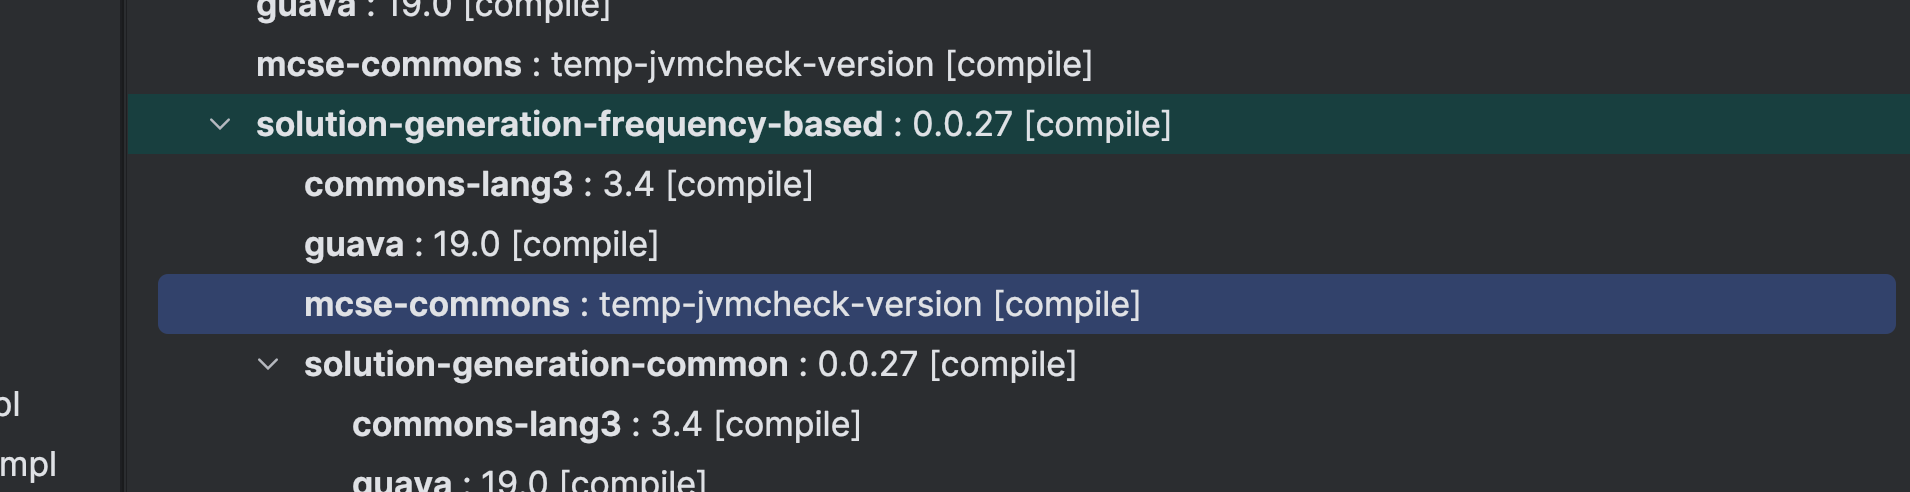 guava : 19.0 [compile]
mcse-commons : temp-jvmcheck-version [compile]
solution-generation-frequency-based : 0.0.27 [compile]
commons-lang3 : 3.4 [compile]
guava : 19.0 [compile]
mcse-commons : temp-jvmcheck-version [compile]
solution-generation-common : 0.0.27 [compile]
pl
commons-lang3 : 3.4 [compile]
mpl
guava : 19.0 [compile]